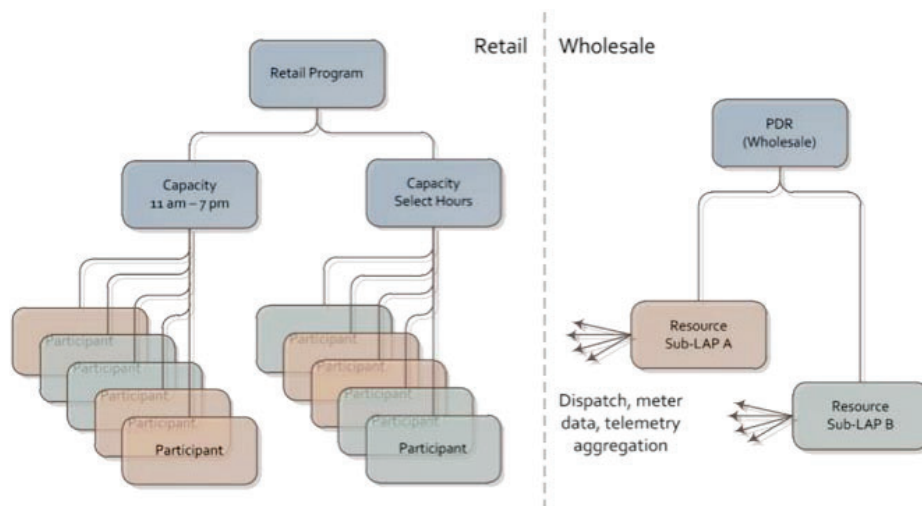 Retail
Wholesale
Retail Program
PDR
(Wholesale)
Capacity
11 am – 7 pm
Capacity
Select Hours
Participant
Participant
Participant
Participant
Participant
Participant
Participant
Participant
Participant
Participant
Resource
Sub-LAP A
Dispatch, meter
data, telemetry
aggregation
Resource
Sub-LAP B